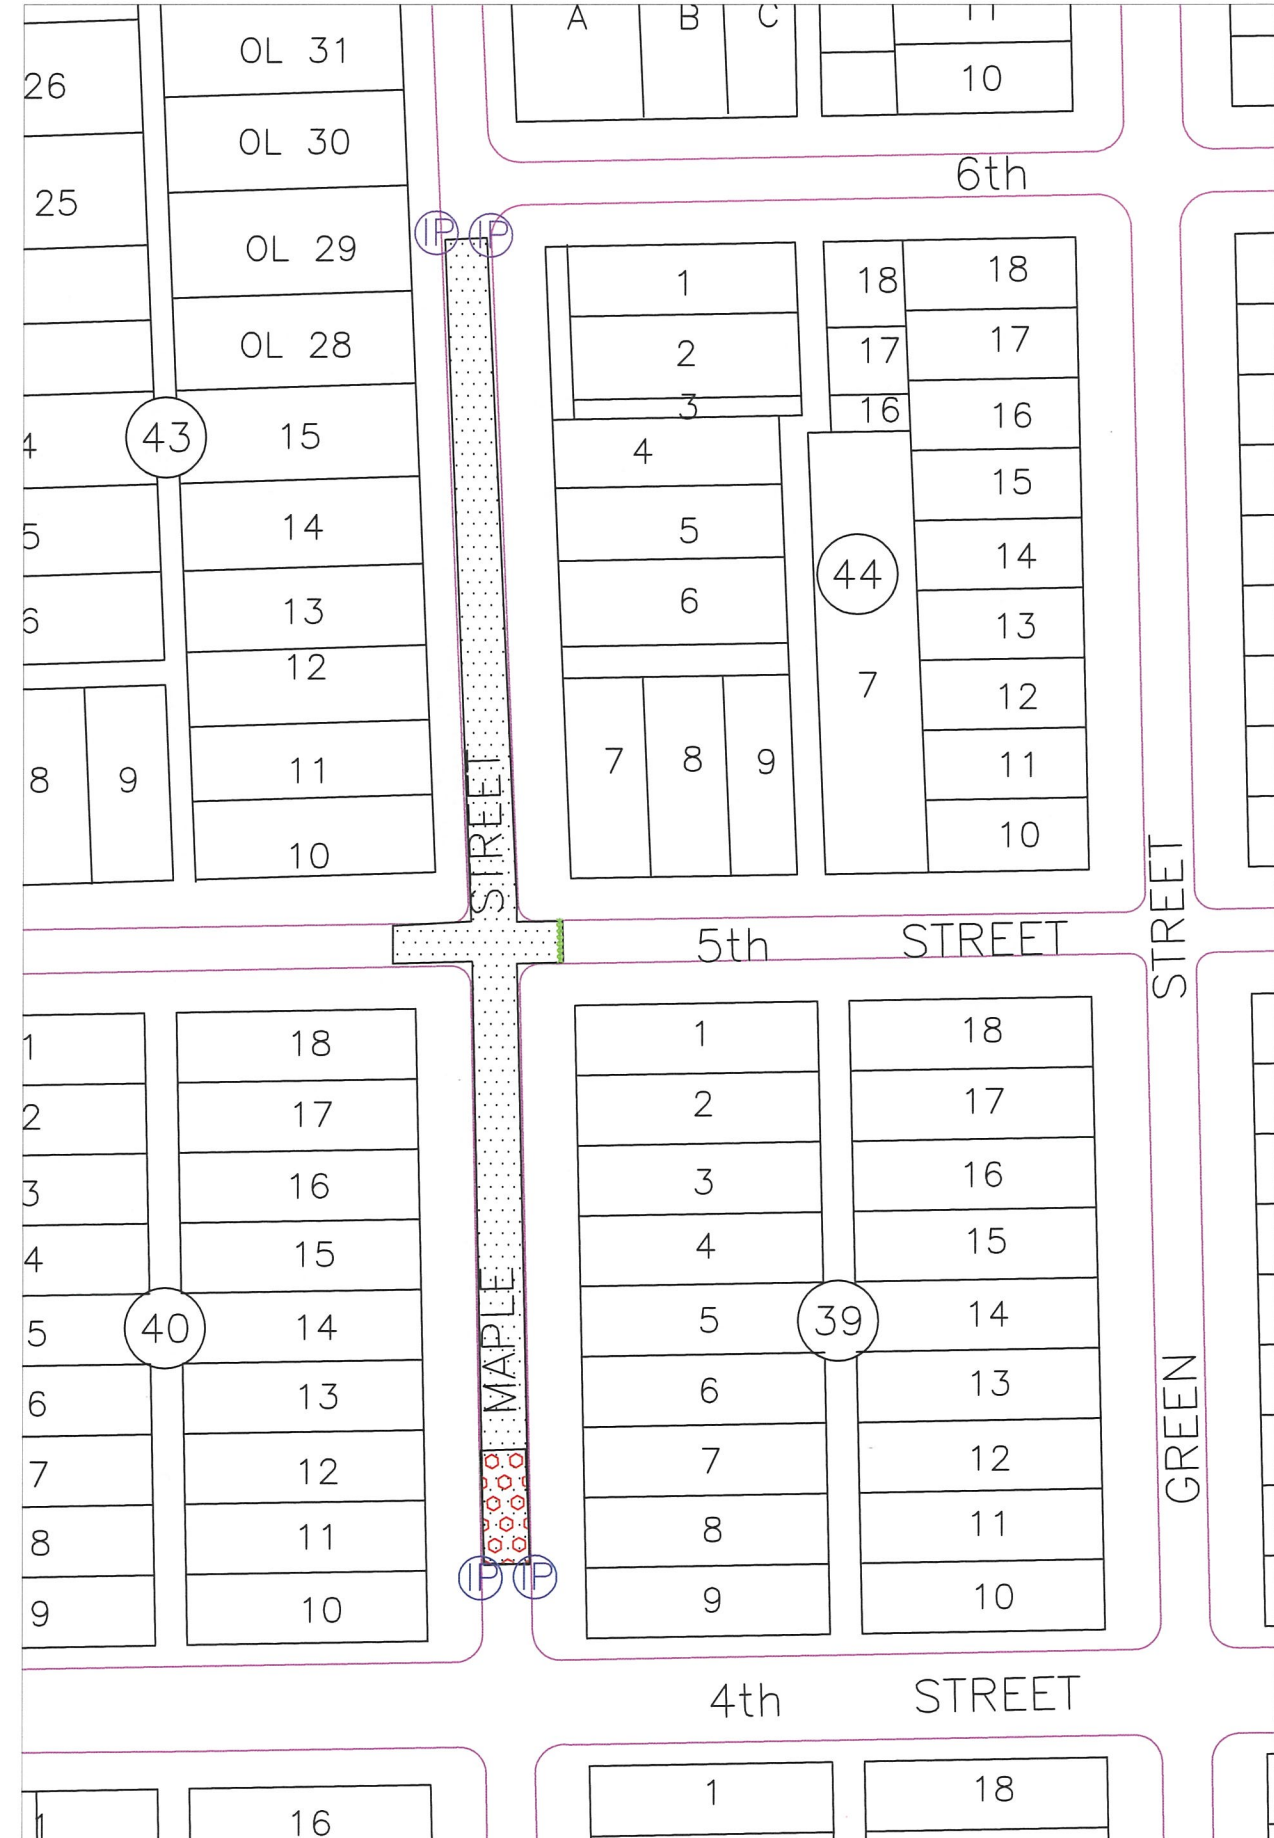 A B C 11
OL 31
26 10
OL 30
6th
25
IP IP
OL 29
1 18 18
OL 28 2 17 17
3 16 16
4 43 15 4
15
5 14 5 44 14
6 13 6 13
12 7 12
8 9 11 STREET 7 8 9 11
10 10
5th STREET STREET
1 18 1 18
2 17 2 17
3 16 3 16
4 15 4 15
5 40 14 MAPLE 5 39 14
6 13 6 13 GREEN
7 12 7 12
8 11 8 11
IP IP
9 10 9 10
4th STREET
1 18
1 16